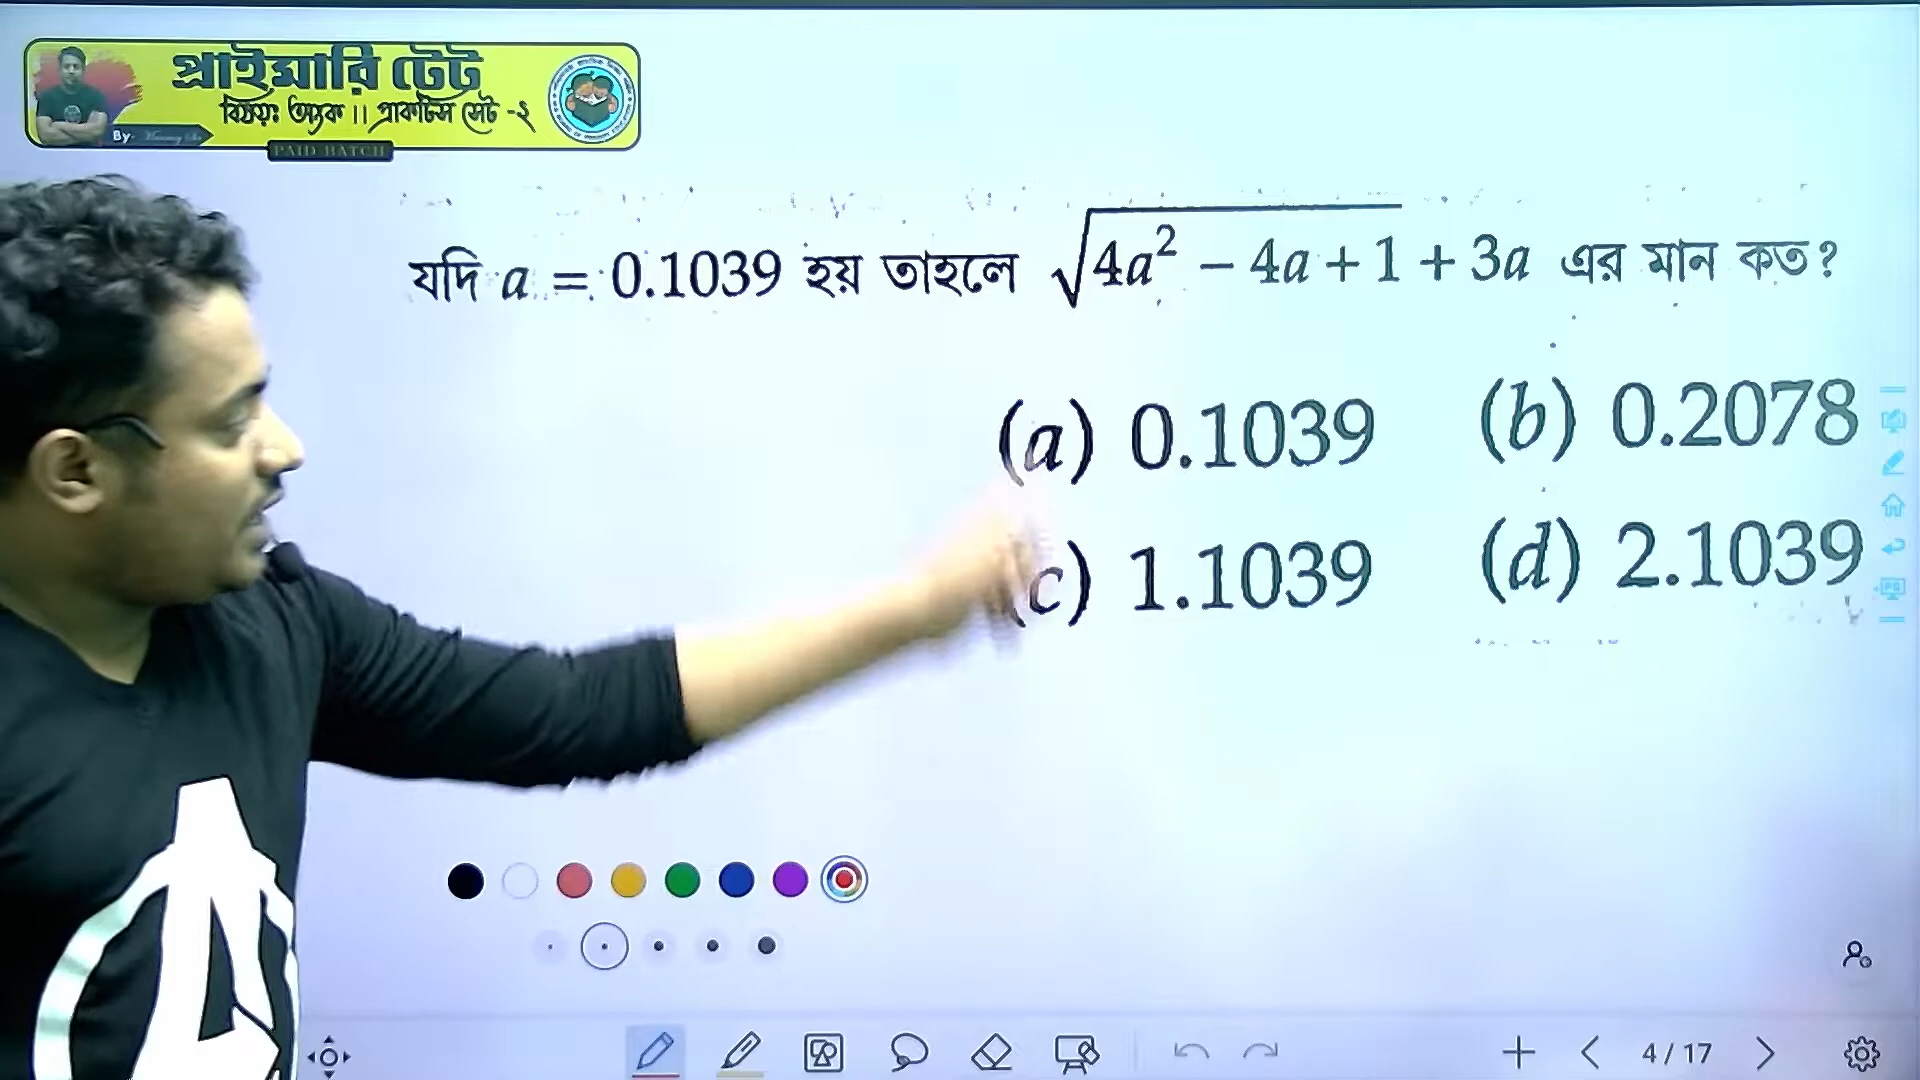 প্রাইমারি টেট
বিষয়ঃ অঙ্ক || প্রাকটিস সেট -২
By-
PAID BATCH
যদি a = 0.1039 হয় তাহলে √4a² − 4a + 1 + 3a এর মান কত?
(a) 0.1039 (b) 0.2078
(c) 1.1039 (d) 2.1039
4 / 17